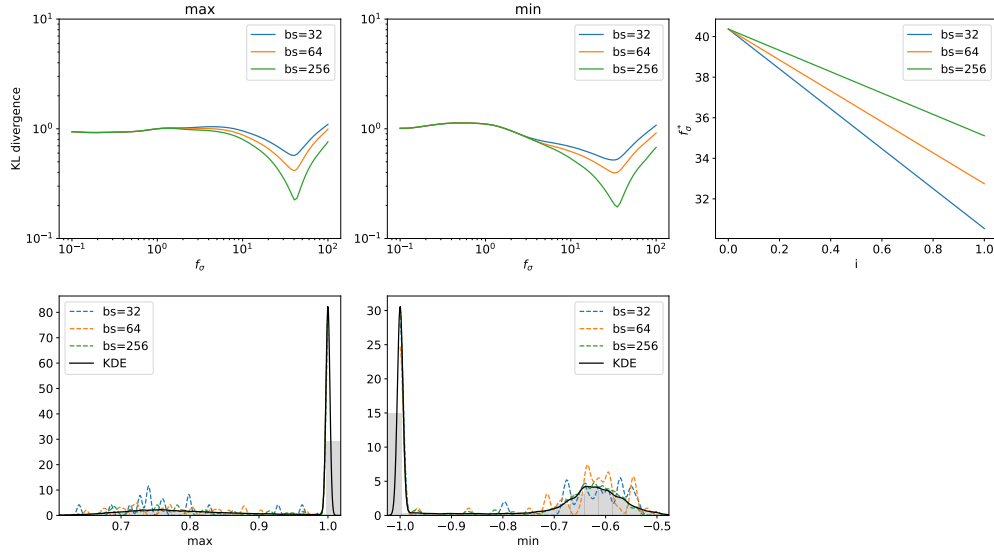 max
KL divergence
10^1
10^0
10^-1
10^-1 10^0 10^1 10^2
f_σ
bs=32
bs=64
bs=256
min
10^1
10^0
10^-1
10^-1 10^0 10^1 10^2
f_σ
bs=32
bs=64
bs=256
f*_σ
40
38
36
34
32
0.0 0.2 0.4 0.6 0.8 1.0
i
bs=32
bs=64
bs=256
80
70
60
50
40
30
20
10
0
0.7 0.8 0.9 1.0
max
bs=32
bs=64
bs=256
KDE
30
25
20
15
10
5
0
−1.0 −0.9 −0.8 −0.7 −0.6 −0.5
min
bs=32
bs=64
bs=256
KDE